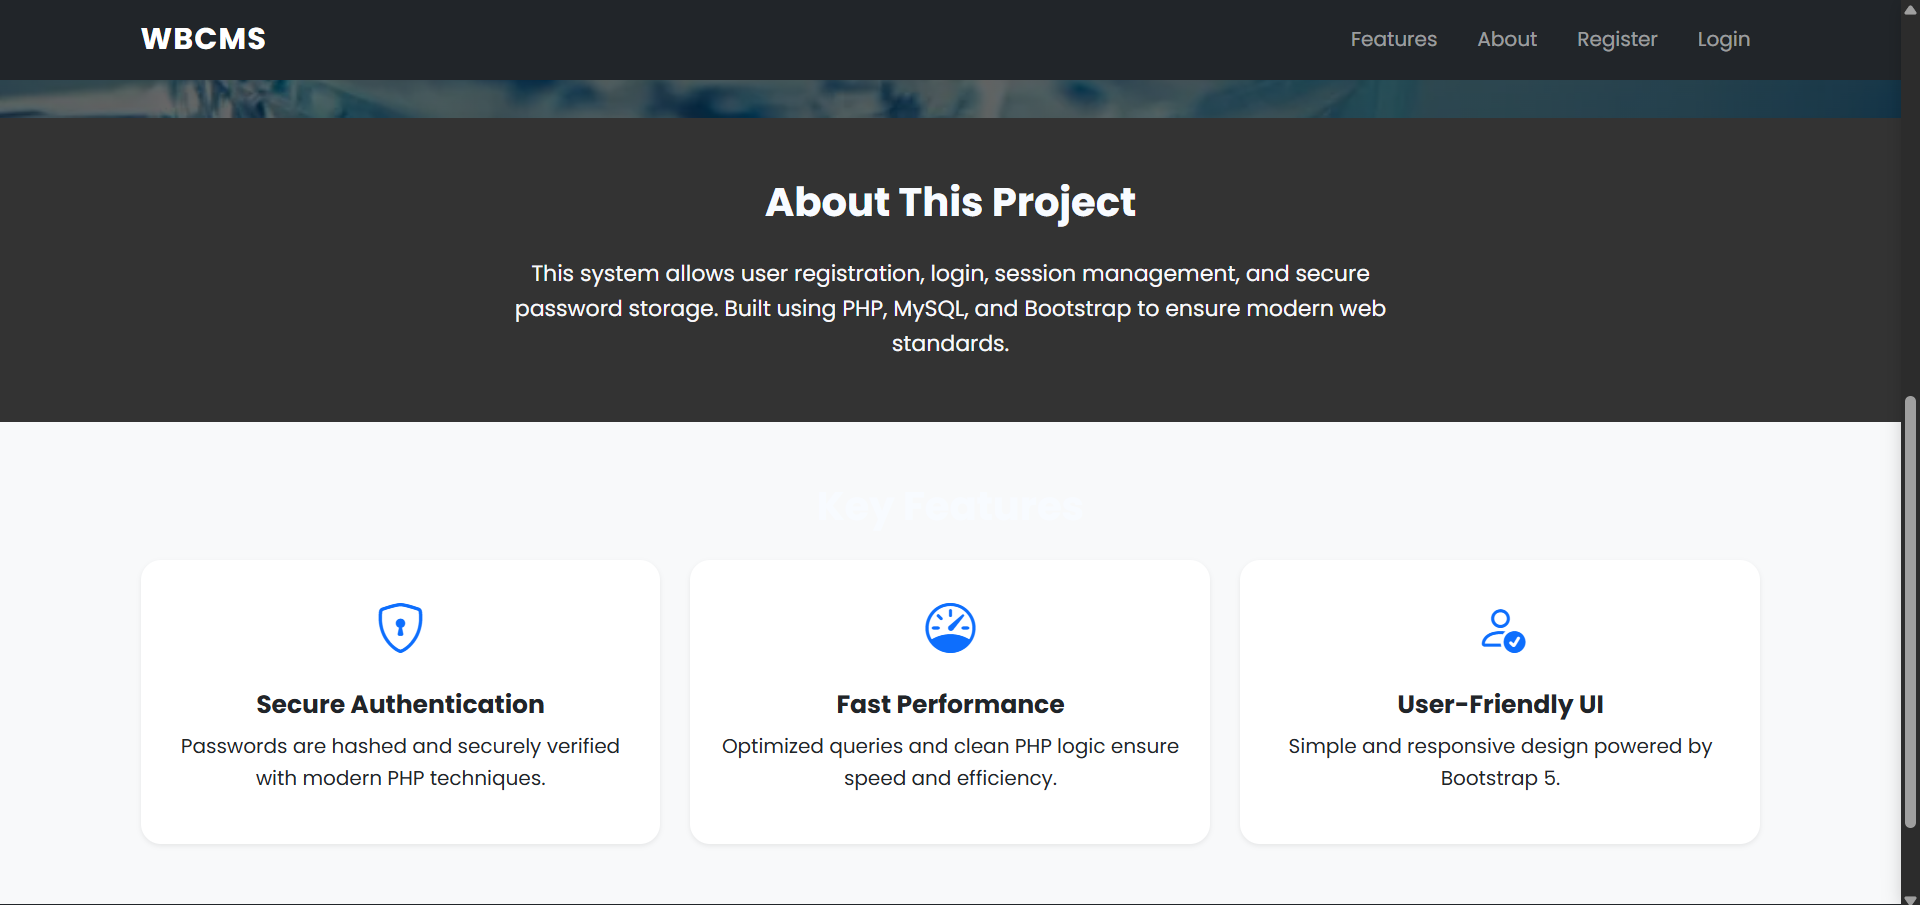 WBCMS
Features
About
Register
Login
About This Project
This system allows user registration, login, session management, and secure
password storage. Built using PHP, MySQL, and Bootstrap to ensure modern web
standards.
Key Features
Secure Authentication
Passwords are hashed and securely verified
with modern PHP techniques.
Fast Performance
Optimized queries and clean PHP logic ensure
speed and efficiency.
User-Friendly UI
Simple and responsive design powered by
Bootstrap 5.